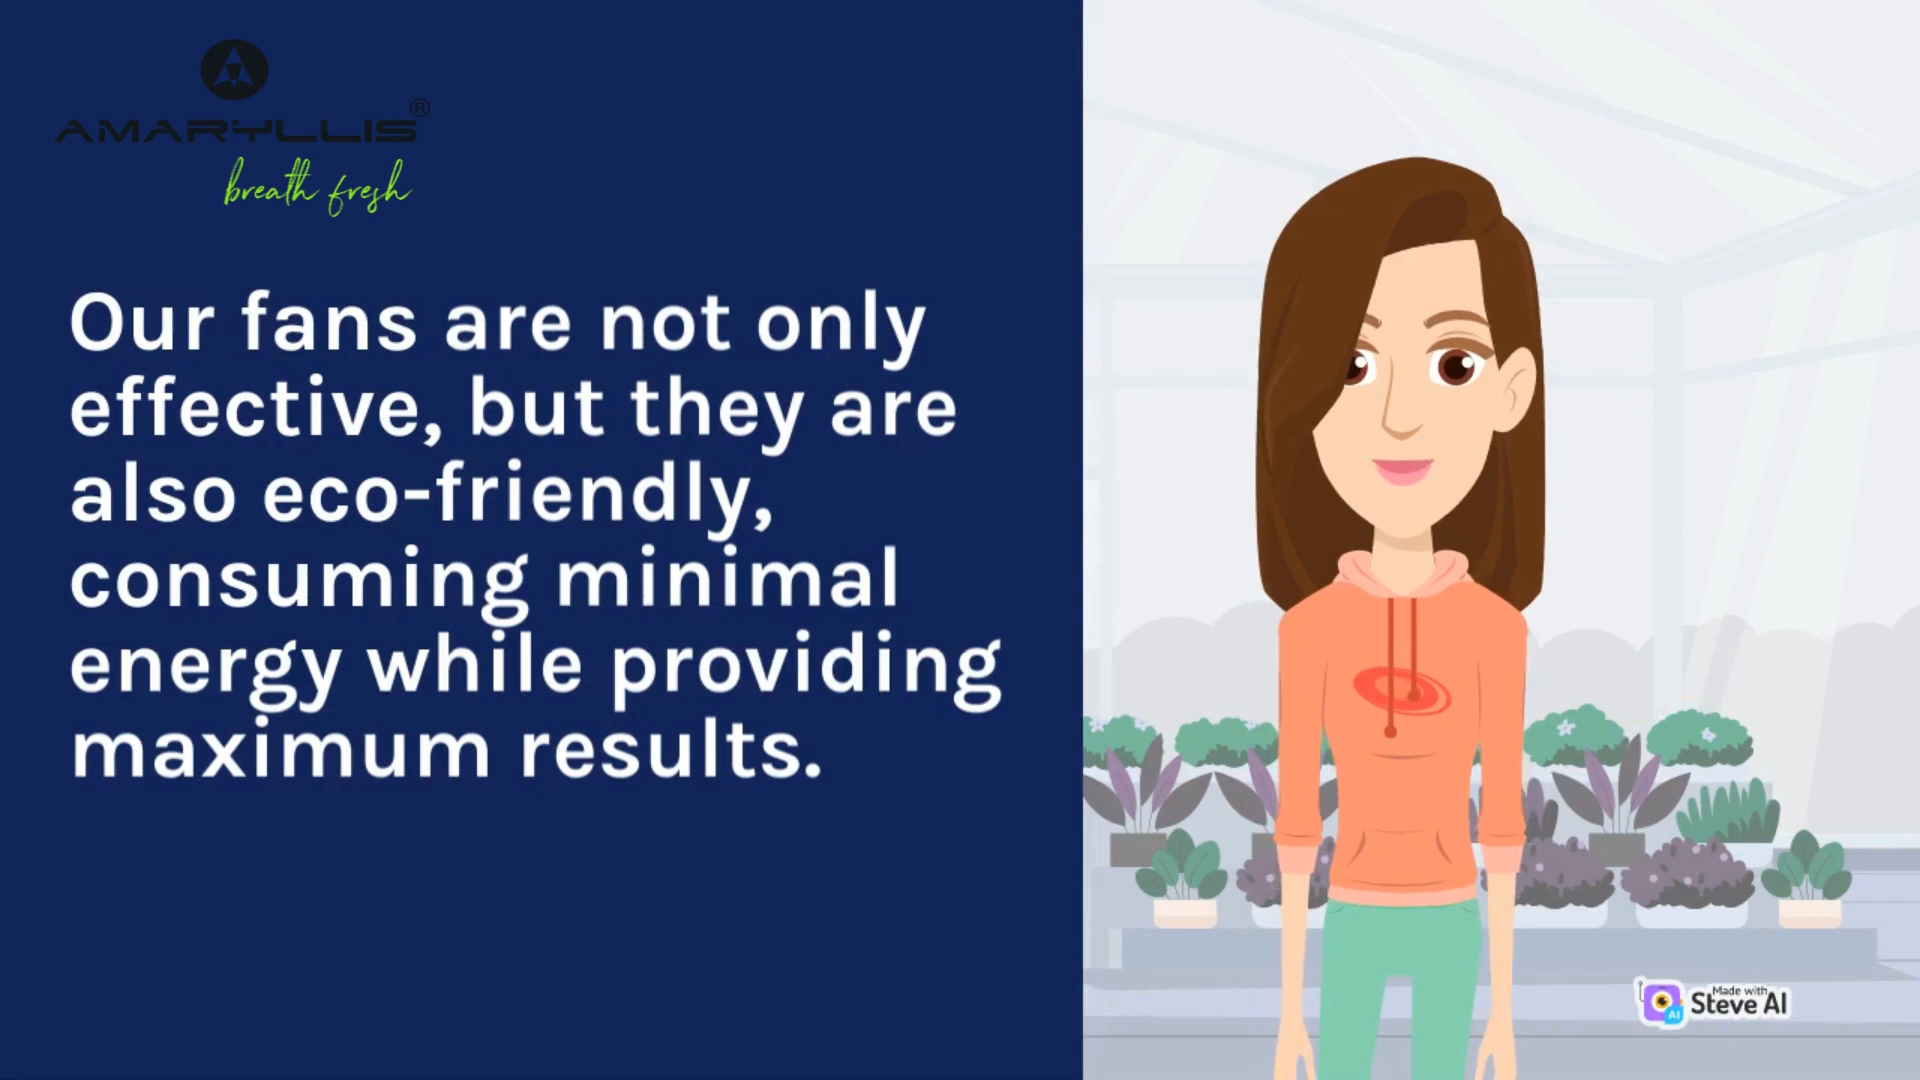 AMARYLLIS®
breath fresh
Our fans are not only
effective, but they are
also eco-friendly,
consuming minimal
energy while providing
maximum results.
Made with
Steve AI
AI